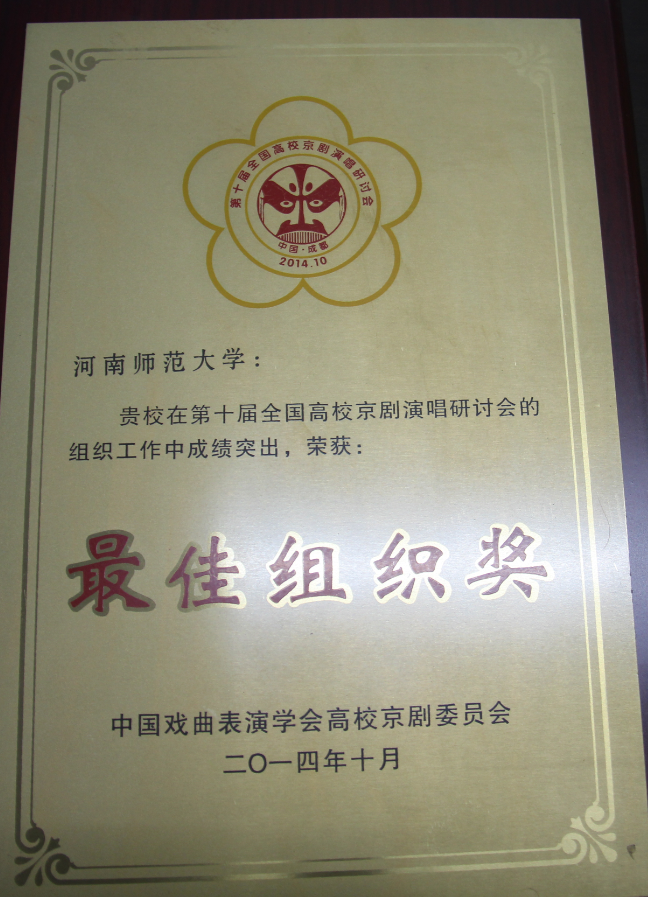 第十届全国高校京剧演唱研讨会
中国·成都
2014.10
河南师范大学：
贵校在第十届全国高校京剧演唱研讨会的
组织工作中成绩突出，荣获：
最佳组织奖
中国戏曲表演学会高校京剧委员会
二〇一四年十月